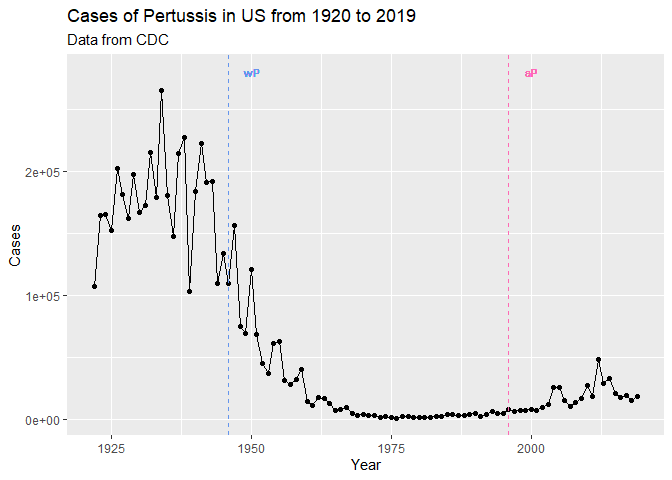 Cases of Pertussis in US from 1920 to 2019
Data from CDC
wP
aP
2e+05
1e+05
0e+00
Cases
1925
1950
1975
2000
Year